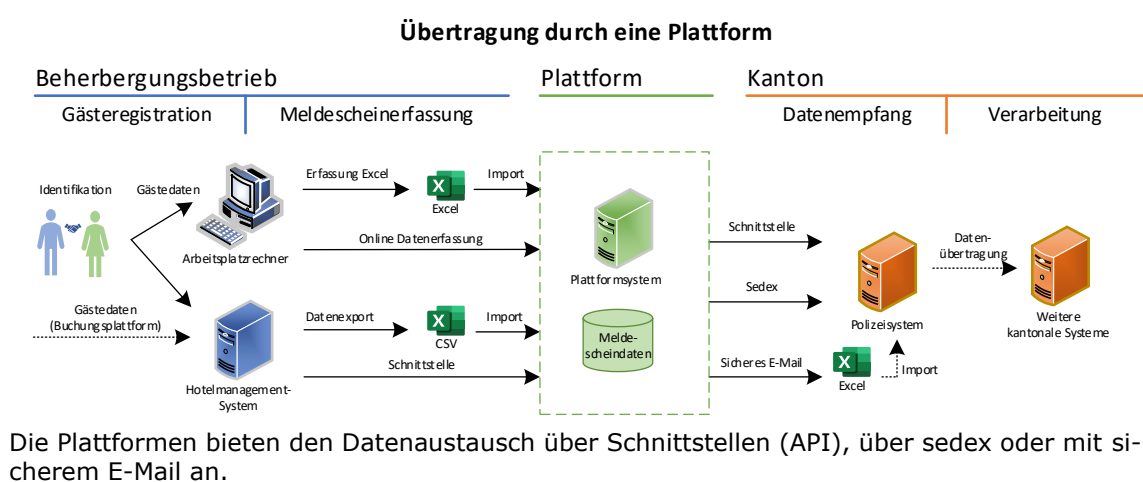 Übertragung durch eine Plattform
Beherbergungsbetrieb
Plattform
Kanton
Gästeregistration
Meldescheinerfassung
Datenempfang
Verarbeitung
Identifikation
Gästedaten
Arbeitsplatzrechner
Erfassung Excel
Excel
Import
Online Datenerfassung
Gästedaten
(Buchungsplattform)
Hotelmanagement-
System
Datenexport
CSV
Import
Schnittstelle
Plattformsystem
Melde-
scheindaten
Schnittstelle
Sedex
Sicheres E-Mail
Excel
Import
Polizeisystem
Daten-
übertragung
Weitere
kantonale Systeme
Die Plattformen bieten den Datenaustausch über Schnittstellen (API), über sedex oder mit si-
cherem E-Mail an.